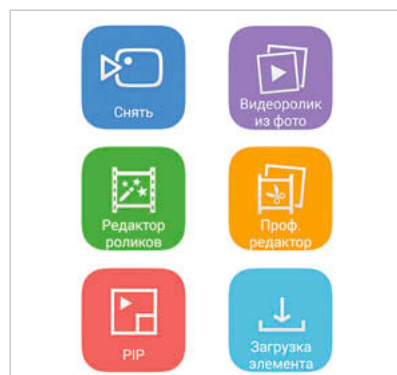 Снять
Видеоролик
из фото
Редактор
роликов
Проф.
редактор
PIP
Загрузка
элемента